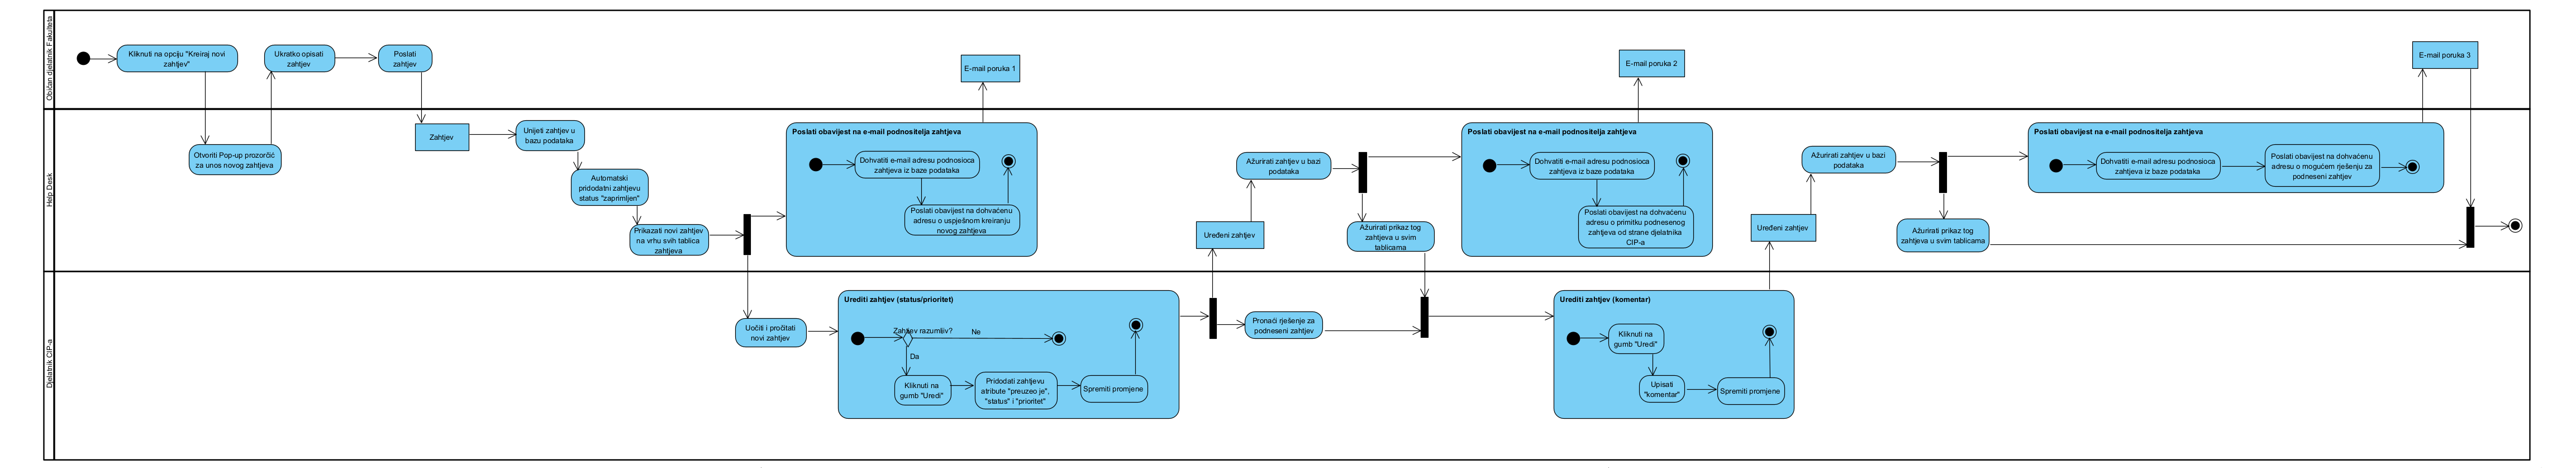 Običan djelatnik Fakulteta
Kliknuti na opciju "Kreiraj novi
zahtjev"
Ukratko opisati
zahtjev
Poslati
zahtjev
E-mail poruka 1
E-mail poruka 2
E-mail poruka 3
Help Desk
Otvoriti Pop-up prozorčić
za unos novog zahtjeva
Zahtjev
Unijeti zahtjev u
bazu podataka
Automatski
pridodatni zahtjevu
status "zaprimljen"
Prikazati novi zahtjev
na vrhu svih tablica
zahtjeva
Poslati obavijest na e-mail podnositelja zahtjeva
Dohvatiti e-mail adresu podnosioca
zahtjeva iz baze podataka
Poslati obavijest na dohvaćenu
adresu o uspješnom kreiranju
novog zahtjeva
Uređeni zahtjev
Ažurirati zahtjev u bazi
podataka
Ažurirati prikaz tog
zahtjeva u svim
tablicama
Poslati obavijest na e-mail podnositelja zahtjeva
Dohvatiti e-mail adresu podnosioca
zahtjeva iz baze podataka
Poslati obavijest na dohvaćenu
adresu o primitku podnesenog
zahtjeva od strane djelatnika
CIP-a
Uređeni zahtjev
Ažurirati zahtjev u bazi
podataka
Ažurirati prikaz tog
zahtjeva u svim tablicama
Poslati obavijest na e-mail podnositelja zahtjeva
Dohvatiti e-mail adresu podnosioca
zahtjeva iz baze podataka
Poslati obavijest na dohvaćenu
adresu o mogućem rješenju za
podneseni zahtjev
Djelatnik CIP-a
Uočiti i pročitati
novi zahtjev
Urediti zahtjev (status/prioritet)
Zahtjev razumljiv?
Ne
Da
Kliknuti na
gumb "Uredi"
Pridodati zahtjevu
atribute "preuzeo je",
"status" i "prioritet"
Spremiti promjene
Pronaći rješenje za
podneseni zahtjev
Urediti zahtjev (komentar)
Kliknuti na
gumb "Uredi"
Upisati
"komentar"
Spremiti promjene